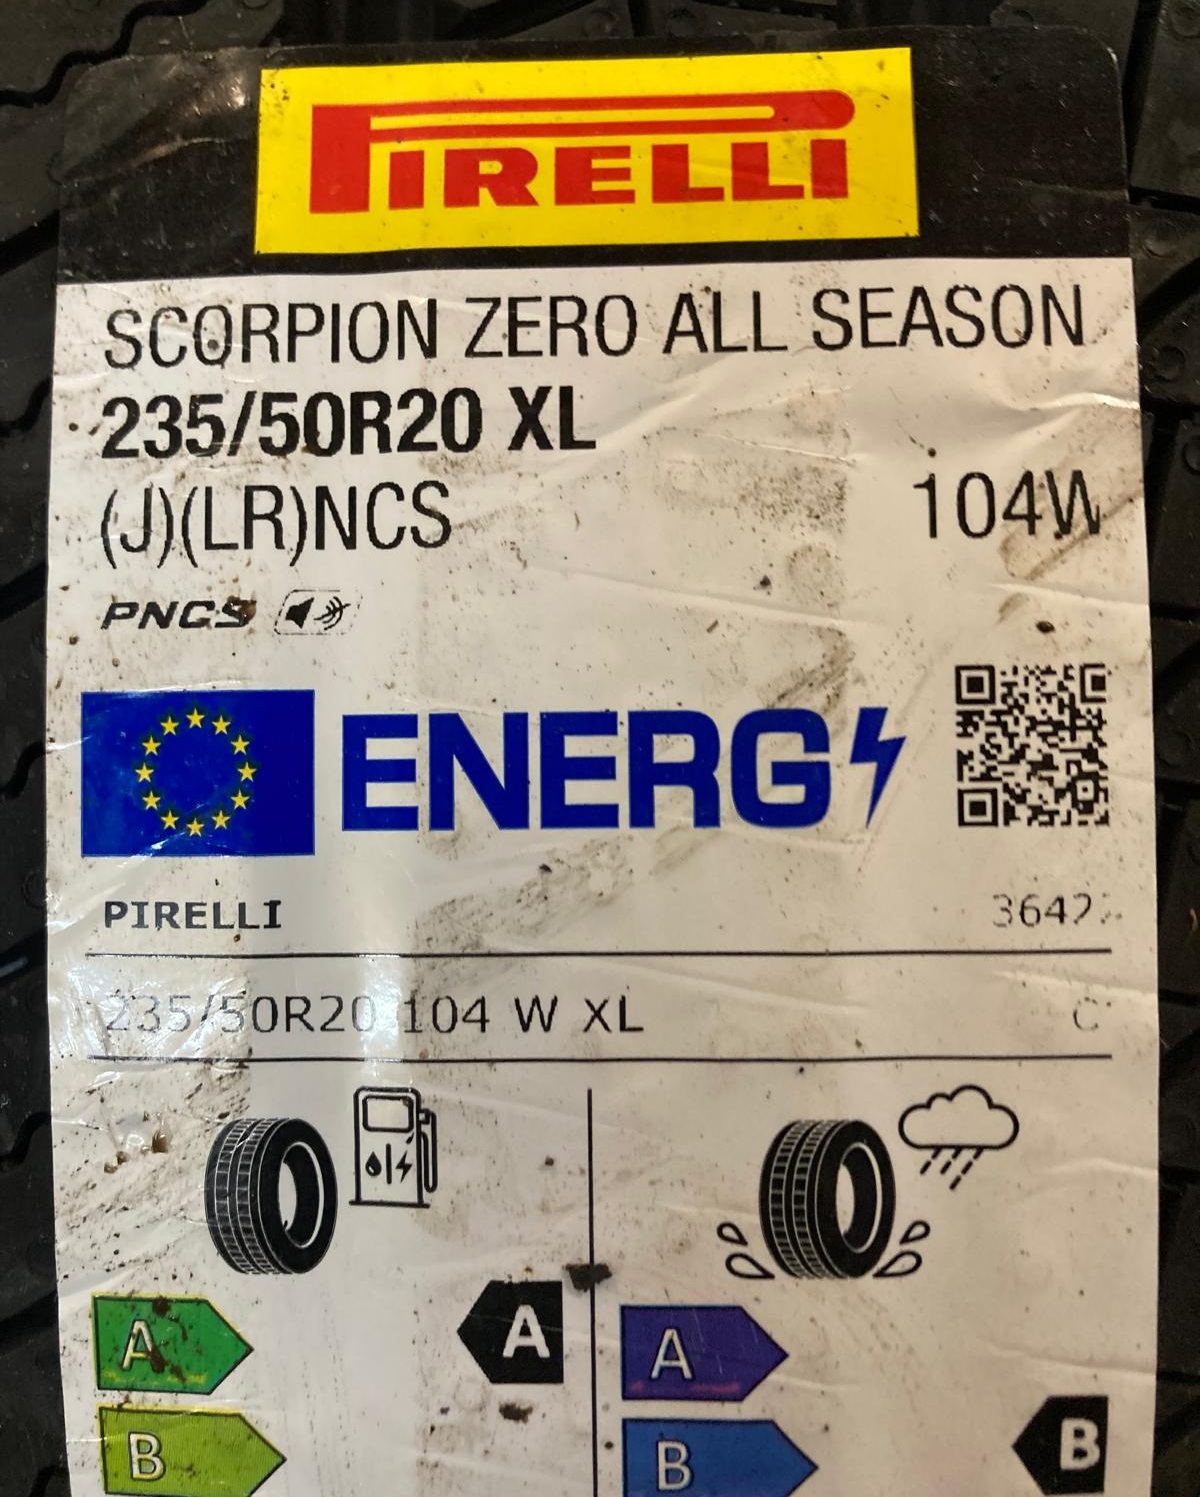 PIRELLI
SCORPION ZERO ALL SEASON
235/50R20 XL
(J)(LR)NCS 104W
PNCS
ENERG
PIRELLI
235/50R20 104 W XL
A A A
B B B